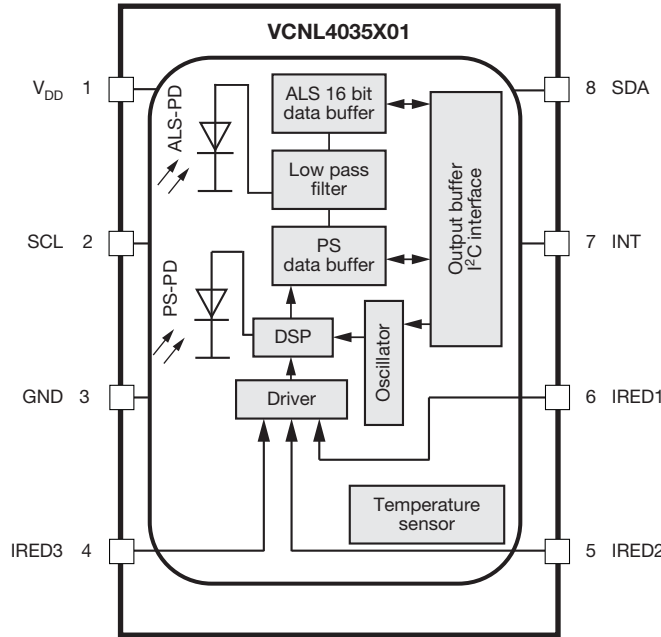 VCNL4035X01
V_DD 1
8 SDA
ALS-PD
ALS 16 bit
data buffer
Low pass
filter
Output buffer
I²C interface
SCL 2
7 INT
PS-PD
PS
data buffer
DSP
Oscillator
GND 3
Driver
6 IRED1
Temperature
sensor
IRED3 4
5 IRED2